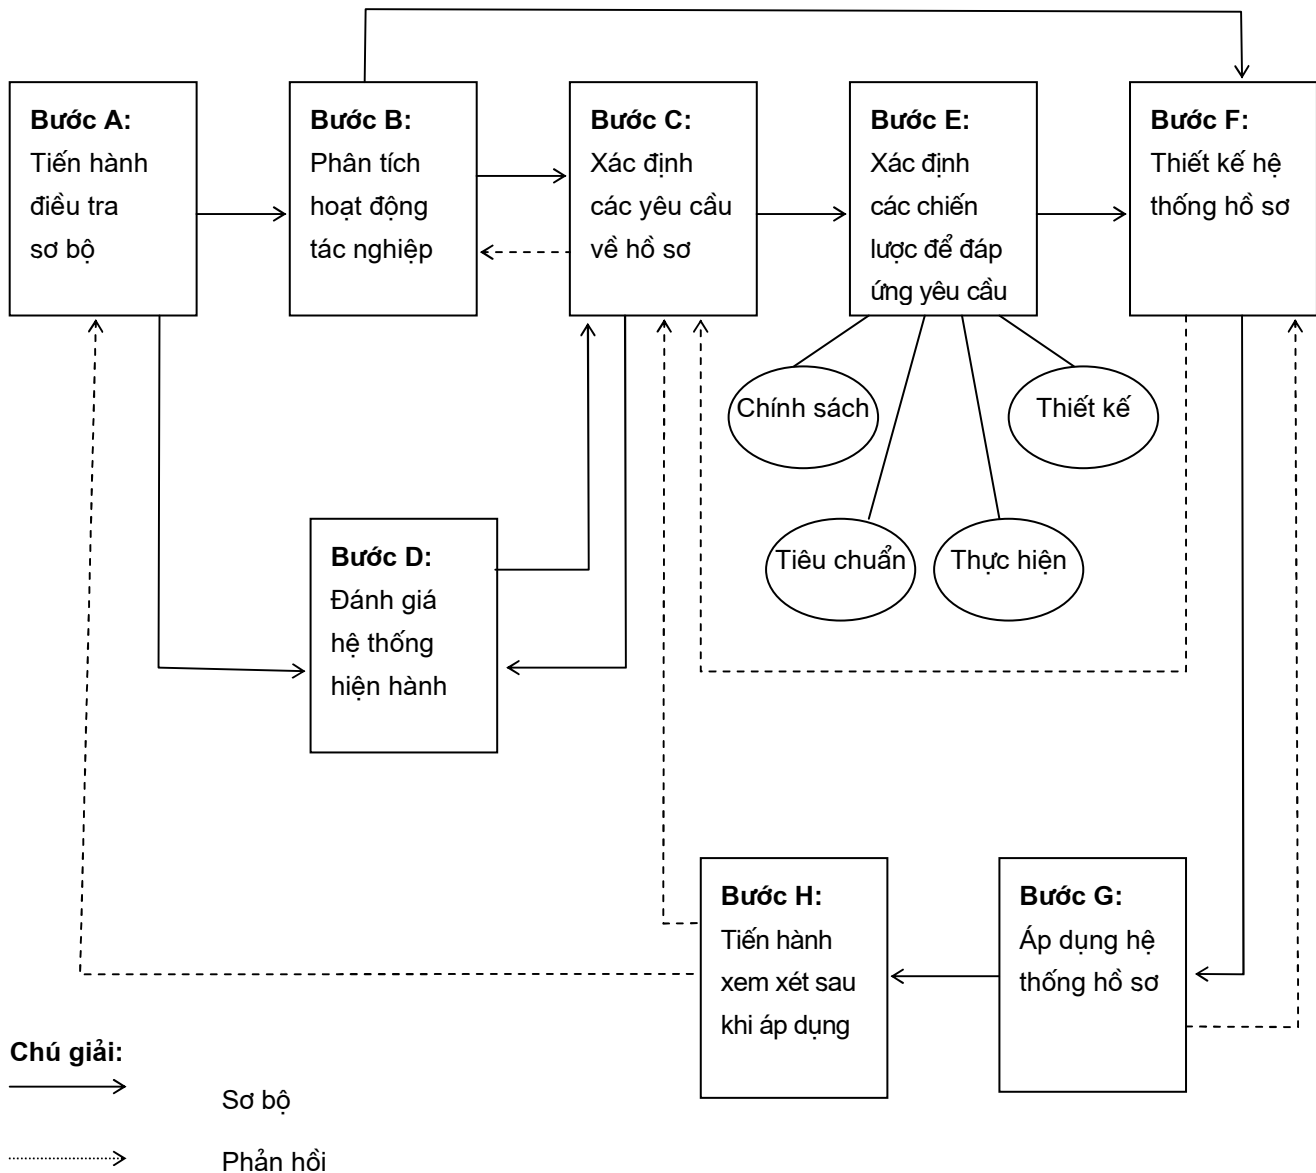 Bước A:
Tiến hành
điều tra
sơ bộ
Bước B:
Phân tích
hoạt động
tác nghiệp
Bước C:
Xác định
các yêu cầu
về hồ sơ
Bước E:
Xác định
các chiến
lược để đáp
ứng yêu cầu
Bước F:
Thiết kế hệ
thống hồ sơ
Chính sách
Thiết kế
Tiêu chuẩn
Thực hiện
Bước D:
Đánh giá
hệ thống
hiện hành
Bước H:
Tiến hành
xem xét sau
khi áp dụng
Bước G:
Áp dụng hệ
thống hồ sơ
Chú giải:
Sơ bộ
Phản hồi